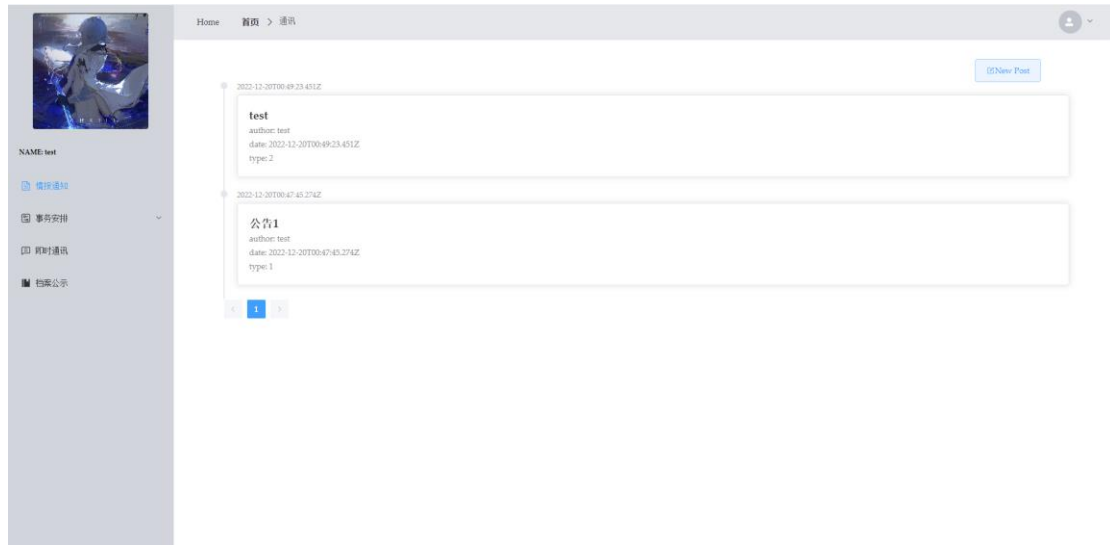 Home 首页 > 通讯
NAME: test
情报通知
事务安排
即时通讯
档案公示
New Post
2022-12-20T00:49:23.451Z
test
author: test
date: 2022-12-20T00:49:23.451Z
type: 2
2022-12-20T00:47:45.274Z
公告1
author: test
date: 2022-12-20T00:47:45.274Z
type: 1
1